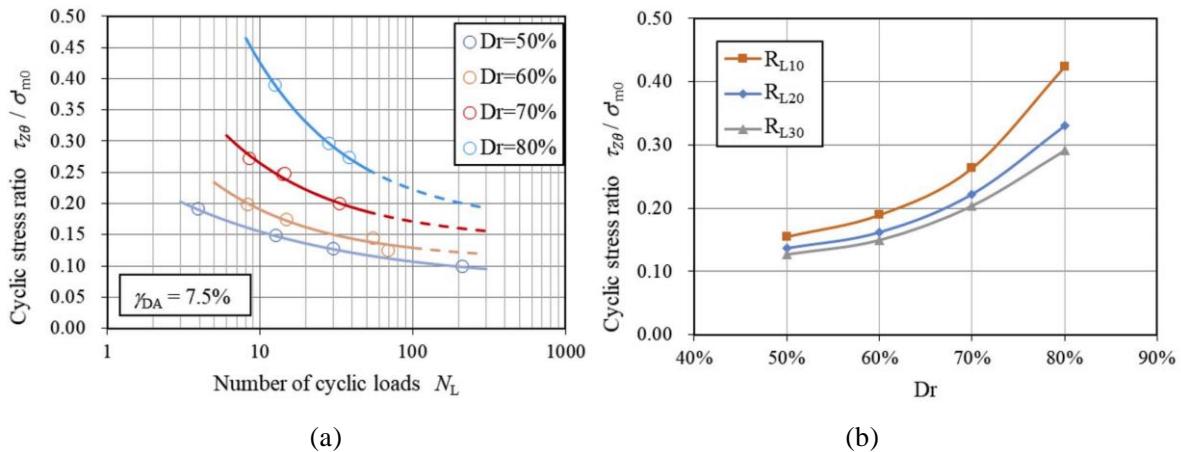 Cyclic stress ratio τZθ / σ'm0
0.50
0.45
0.40
0.35
0.30
0.25
0.20
0.15
0.10
0.05
0.00
Dr=50%
Dr=60%
Dr=70%
Dr=80%
γDA = 7.5%
1 10 100 1000
Number of cyclic loads NL
(a)
Cyclic stress ratio τZθ / σ'm0
0.50
0.40
0.30
0.20
0.10
0.00
RL10
RL20
RL30
40% 50% 60% 70% 80% 90%
Dr
(b)